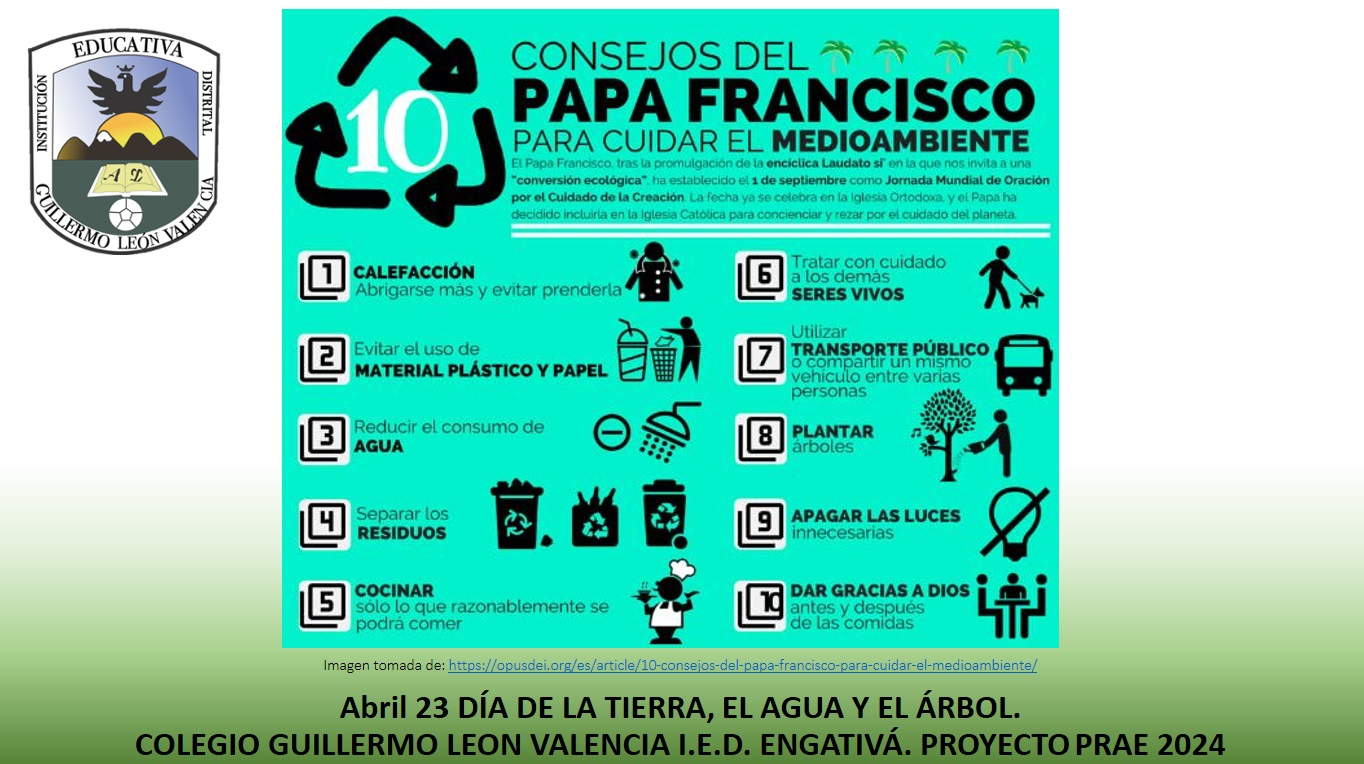 EDUCATIVA
INSTITUCIÓN
DISTRITAL
GUILLERMO LEÓN VALENCIA
A
10
CONSEJOS DEL
PAPA FRANCISCO
PARA CUIDAR EL MEDIOAMBIENTE
El Papa Francisco, tras la promulgación de la encíclica Laudato si' en la que nos invita a una
"conversión ecológica", ha establecido el 1 de septiembre como Jornada Mundial de Oración
por el Cuidado de la Creación. La fecha ya se celebra en la Iglesia Ortodoxa, y el Papa ha
decidido incluirla en la Iglesia Católica para concienciar y rezar por el cuidado del planeta.
1 CALEFACCIÓN
Abrigarse más y evitar prenderla
2 Evitar el uso de
MATERIAL PLÁSTICO Y PAPEL
3 Reducir el consumo de
AGUA
4 Separar los
RESIDUOS
5 COCINAR
sólo lo que razonablemente se
podrá comer
6 Tratar con cuidado
a los demás
SERES VIVOS
7 Utilizar
TRANSPORTE PÚBLICO
o compartir un mismo
vehículo entre varias
personas
8 PLANTAR
árboles
9 APAGAR LAS LUCES
innecesarias
10 DAR GRACIAS A DIOS
antes y después
de las comidas
Imagen tomada de: https://opusdei.org/es/article/10-consejos-del-papa-francisco-para-cuidar-el-medioambiente/
Abril 23 DÍA DE LA TIERRA, EL AGUA Y EL ÁRBOL.
COLEGIO GUILLERMO LEON VALENCIA I.E.D. ENGATIVÁ. PROYECTO PRAE 2024